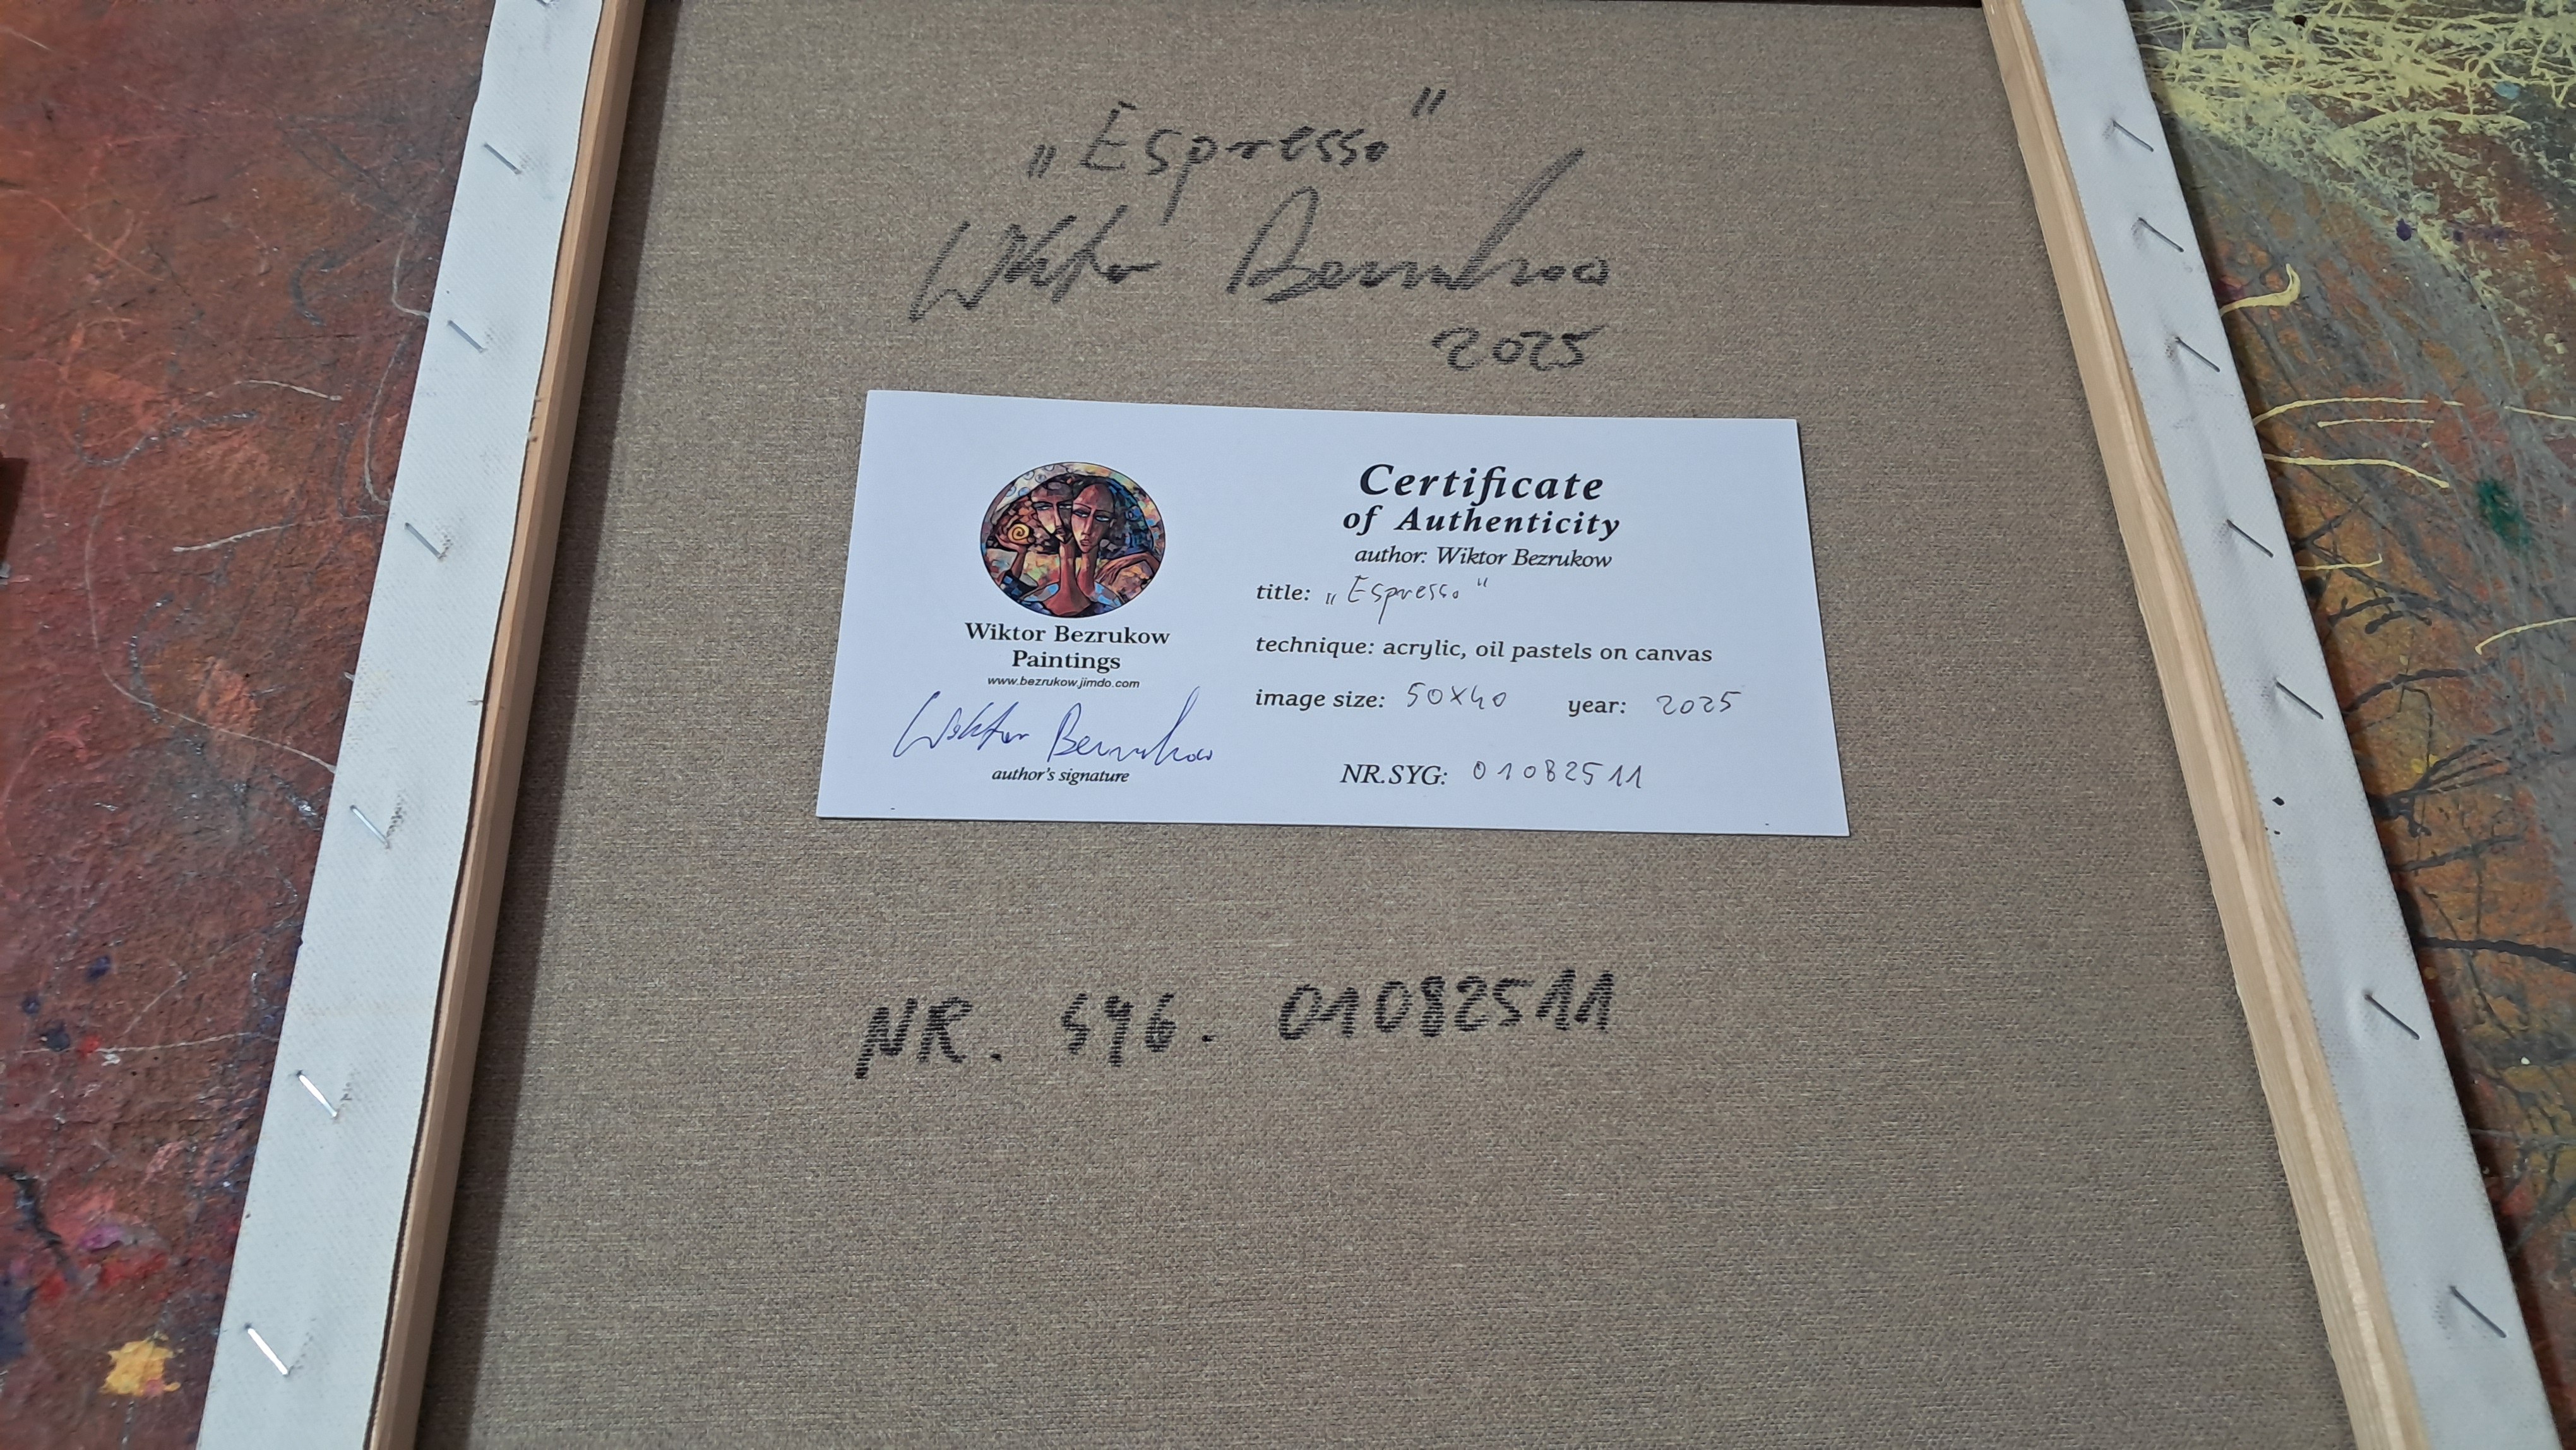 „Espresso"
Wiktor Bezrukow
2025
Certificate
of Authenticity
author: Wiktor Bezrukow
title: „Espresso"
technique: acrylic, oil pastels on canvas
image size: 50x40 year: 2025
NR.SYG: 01082511
Wiktor Bezrukow
Paintings
www.bezrukow.jimdo.com
Wiktor Bezrukow
author's signature
NR. SYG. 01082511